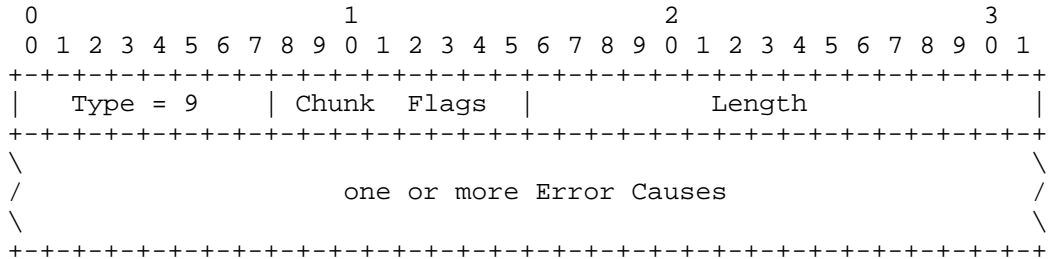 0                   1                   2                   3
 0 1 2 3 4 5 6 7 8 9 0 1 2 3 4 5 6 7 8 9 0 1 2 3 4 5 6 7 8 9 0 1
+-+-+-+-+-+-+-+-+-+-+-+-+-+-+-+-+-+-+-+-+-+-+-+-+-+-+-+-+-+-+-+-+
|   Type = 9    | Chunk  Flags  |           Length              |
+-+-+-+-+-+-+-+-+-+-+-+-+-+-+-+-+-+-+-+-+-+-+-+-+-+-+-+-+-+-+-+-+
\                                                               \
/                    one or more Error Causes                   /
\                                                               \
+-+-+-+-+-+-+-+-+-+-+-+-+-+-+-+-+-+-+-+-+-+-+-+-+-+-+-+-+-+-+-+-+